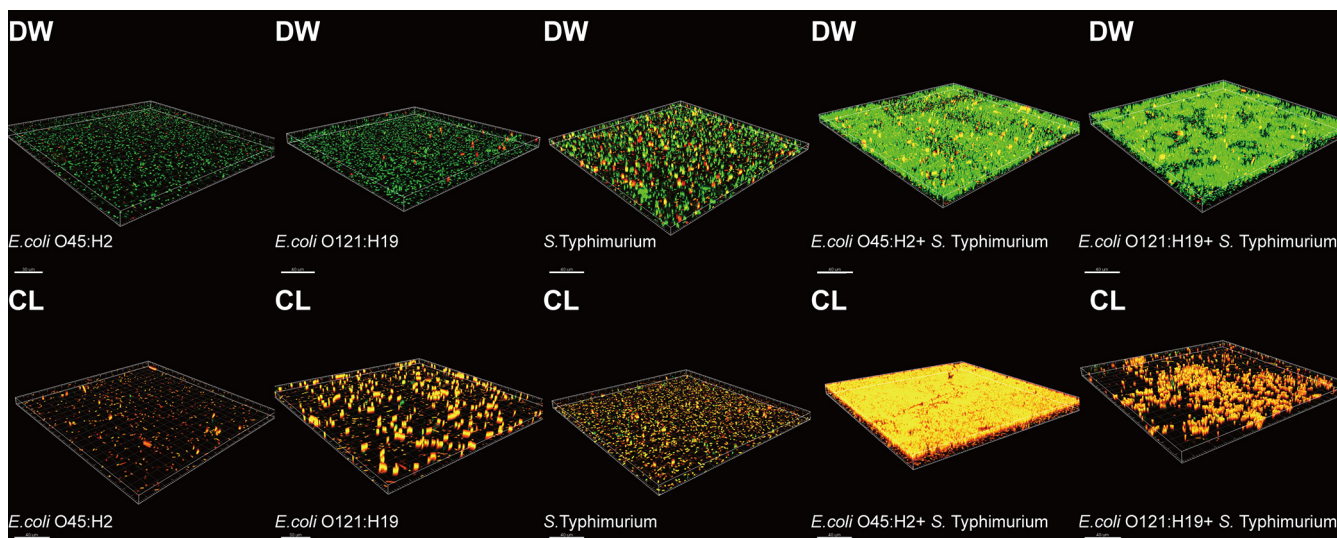 DW DW DW DW DW
E.coli O45:H2 E.coli O121:H19 S.Typhimurium E.coli O45:H2+ S. Typhimurium E.coli O121:H19+ S. Typhimurium
CL CL CL CL CL
E.coli O45:H2 E.coli O121:H19 S.Typhimurium E.coli O45:H2+ S. Typhimurium E.coli O121:H19+ S. Typhimurium